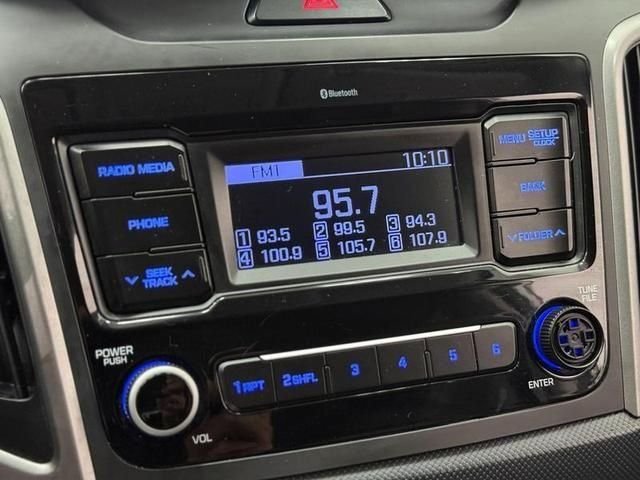 Bluetooth
RADIO MEDIA
PHONE
SEEK
TRACK
FM1 10:10
95.7
1 93.5 2 99.5 3 94.3
4 100.9 5 105.7 6 107.9
MENU SETUP
CLOCK
BACK
FOLDER
TUNE
FILE
ENTER
POWER
PUSH
VOL
1 RPT 2 SHFL 3 4 5 6